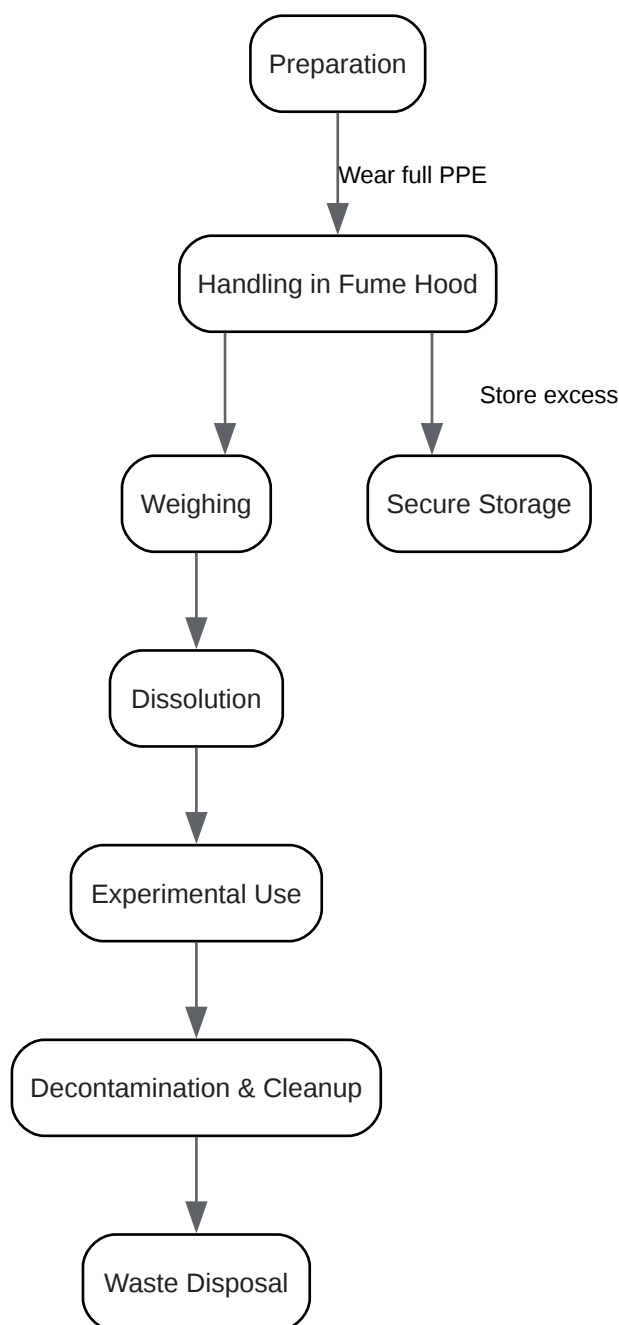 Preparation
Wear full PPE
Handling in Fume Hood
Store excess
Weighing
Secure Storage
Dissolution
Experimental Use
Decontamination & Cleanup
Waste Disposal